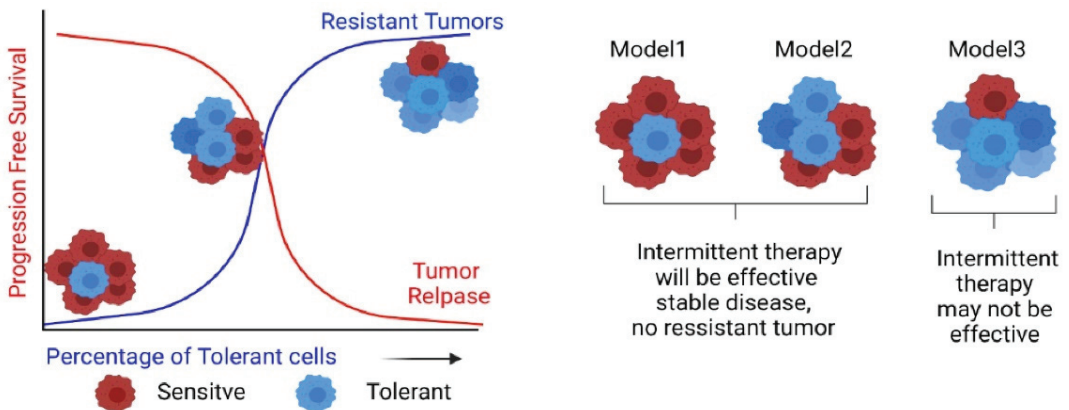 Progression Free Survival
Resistant Tumors
Tumor
Relpase
Percentage of Tolerant cells
Sensitve
Tolerant
Model1
Model2
Model3
Intermittent therapy
will be effective
stable disease,
no ressistant tumor
Intermittent
therapy
may not be
effective